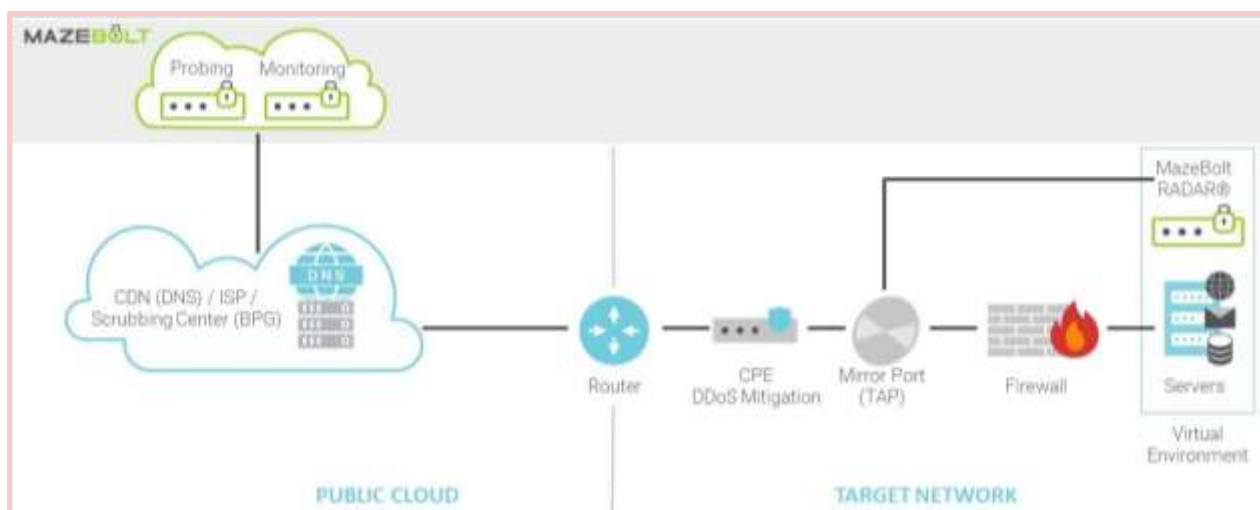 MAZEBOLT
Probing Monitoring
MazeBolt
RADAR®
DNS
CDN (DNS) / ISP /
Scrubbing Center (BPG)
Router
CPE
DDoS Mitigation
Mirror Port
(TAP)
Firewall
Servers
Virtual
Environment
PUBLIC CLOUD
TARGET NETWORK